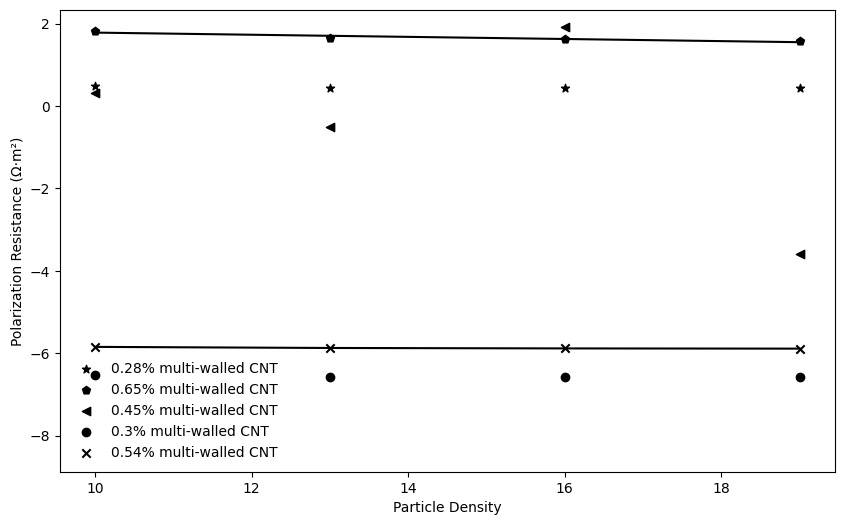 2
0
−2
−4
−6
−8
Polarization Resistance (Ω·m²)
0.28% multi-walled CNT
0.65% multi-walled CNT
0.45% multi-walled CNT
0.3% multi-walled CNT
0.54% multi-walled CNT
10 12 14 16 18
Particle Density